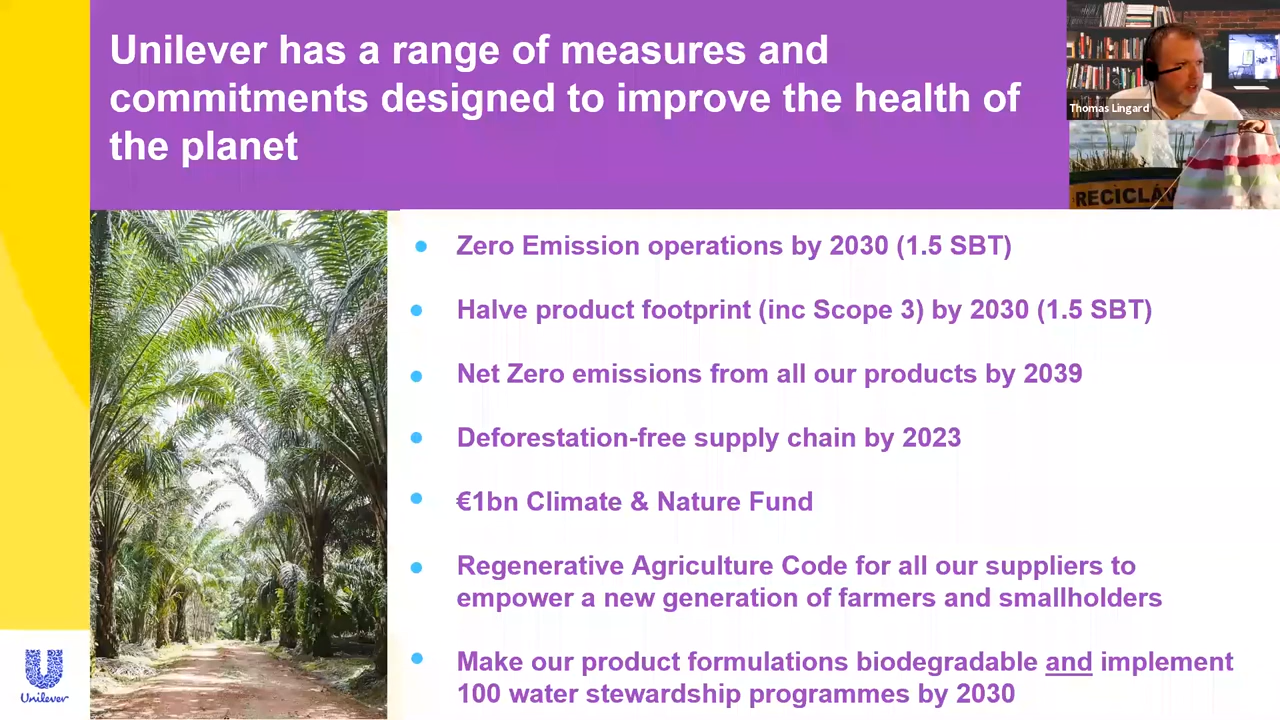 Unilever has a range of measures and
commitments designed to improve the health of
the planet
Thomas Lingard
RECICLA
Zero Emission operations by 2030 (1.5 SBT)
Halve product footprint (inc Scope 3) by 2030 (1.5 SBT)
Net Zero emissions from all our products by 2039
Deforestation-free supply chain by 2023
€1bn Climate & Nature Fund
Regenerative Agriculture Code for all our suppliers to
empower a new generation of farmers and smallholders
Make our product formulations biodegradable and implement
100 water stewardship programmes by 2030
Unilever